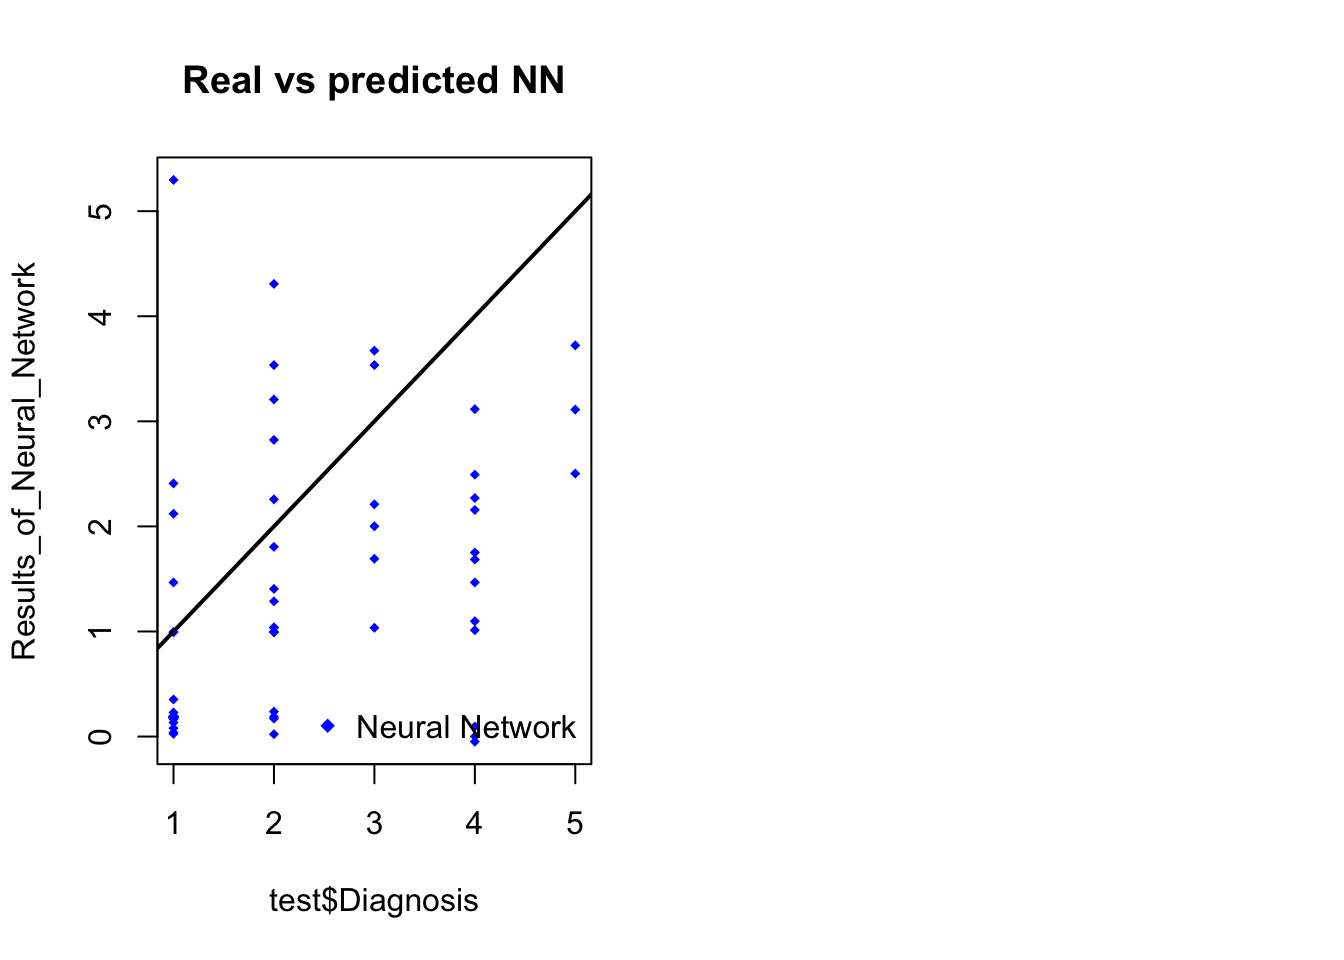 Real vs predicted NN
Results_of_Neural_Network
5
4
3
2
1
0
Neural Network
1 2 3 4 5
test$Diagnosis